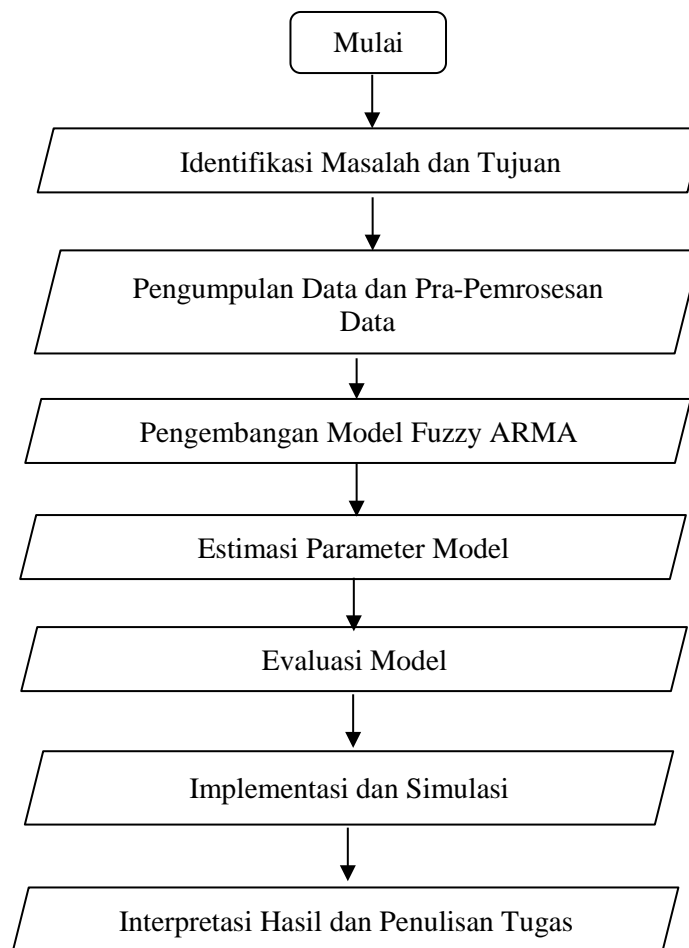 Mulai
Identifikasi Masalah dan Tujuan
Pengumpulan Data dan Pra-Pemrosesan
Data
Pengembangan Model Fuzzy ARMA
Estimasi Parameter Model
Evaluasi Model
Implementasi dan Simulasi
Interpretasi Hasil dan Penulisan Tugas